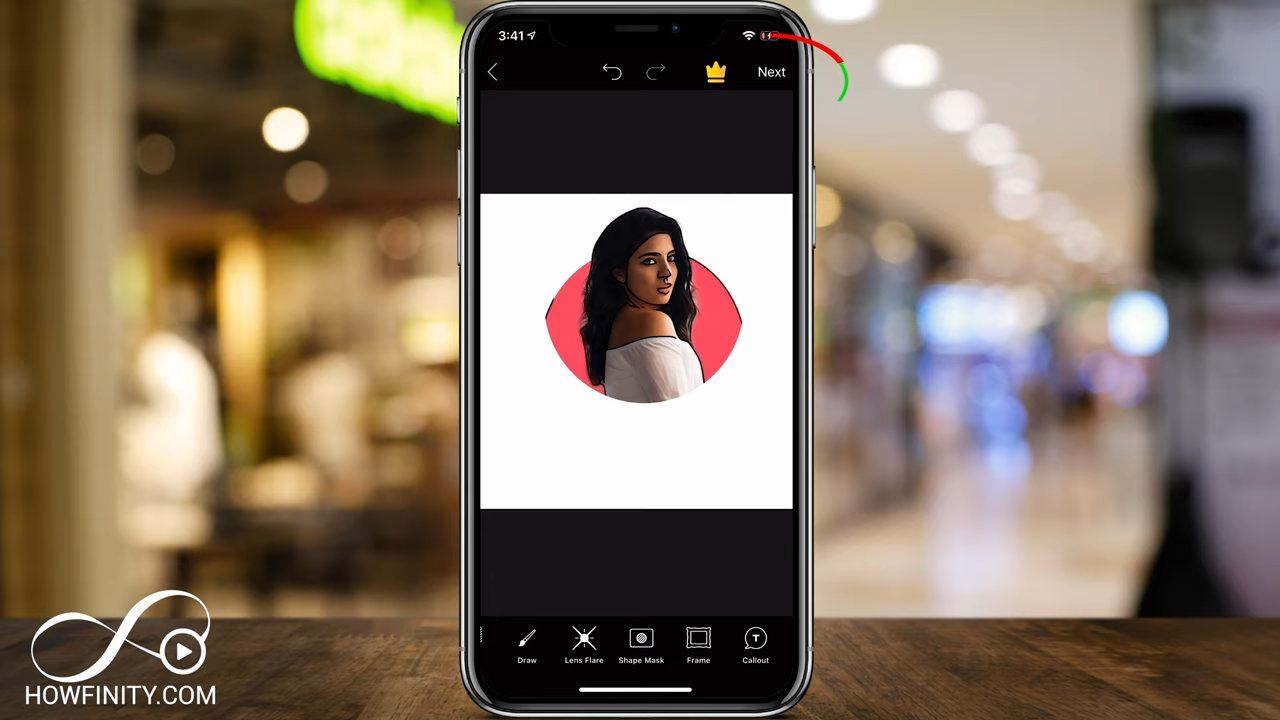 3:41
Next
Draw
Lens Flare
Shape Mask
Frame
Callout
T
HOWFINITY.COM